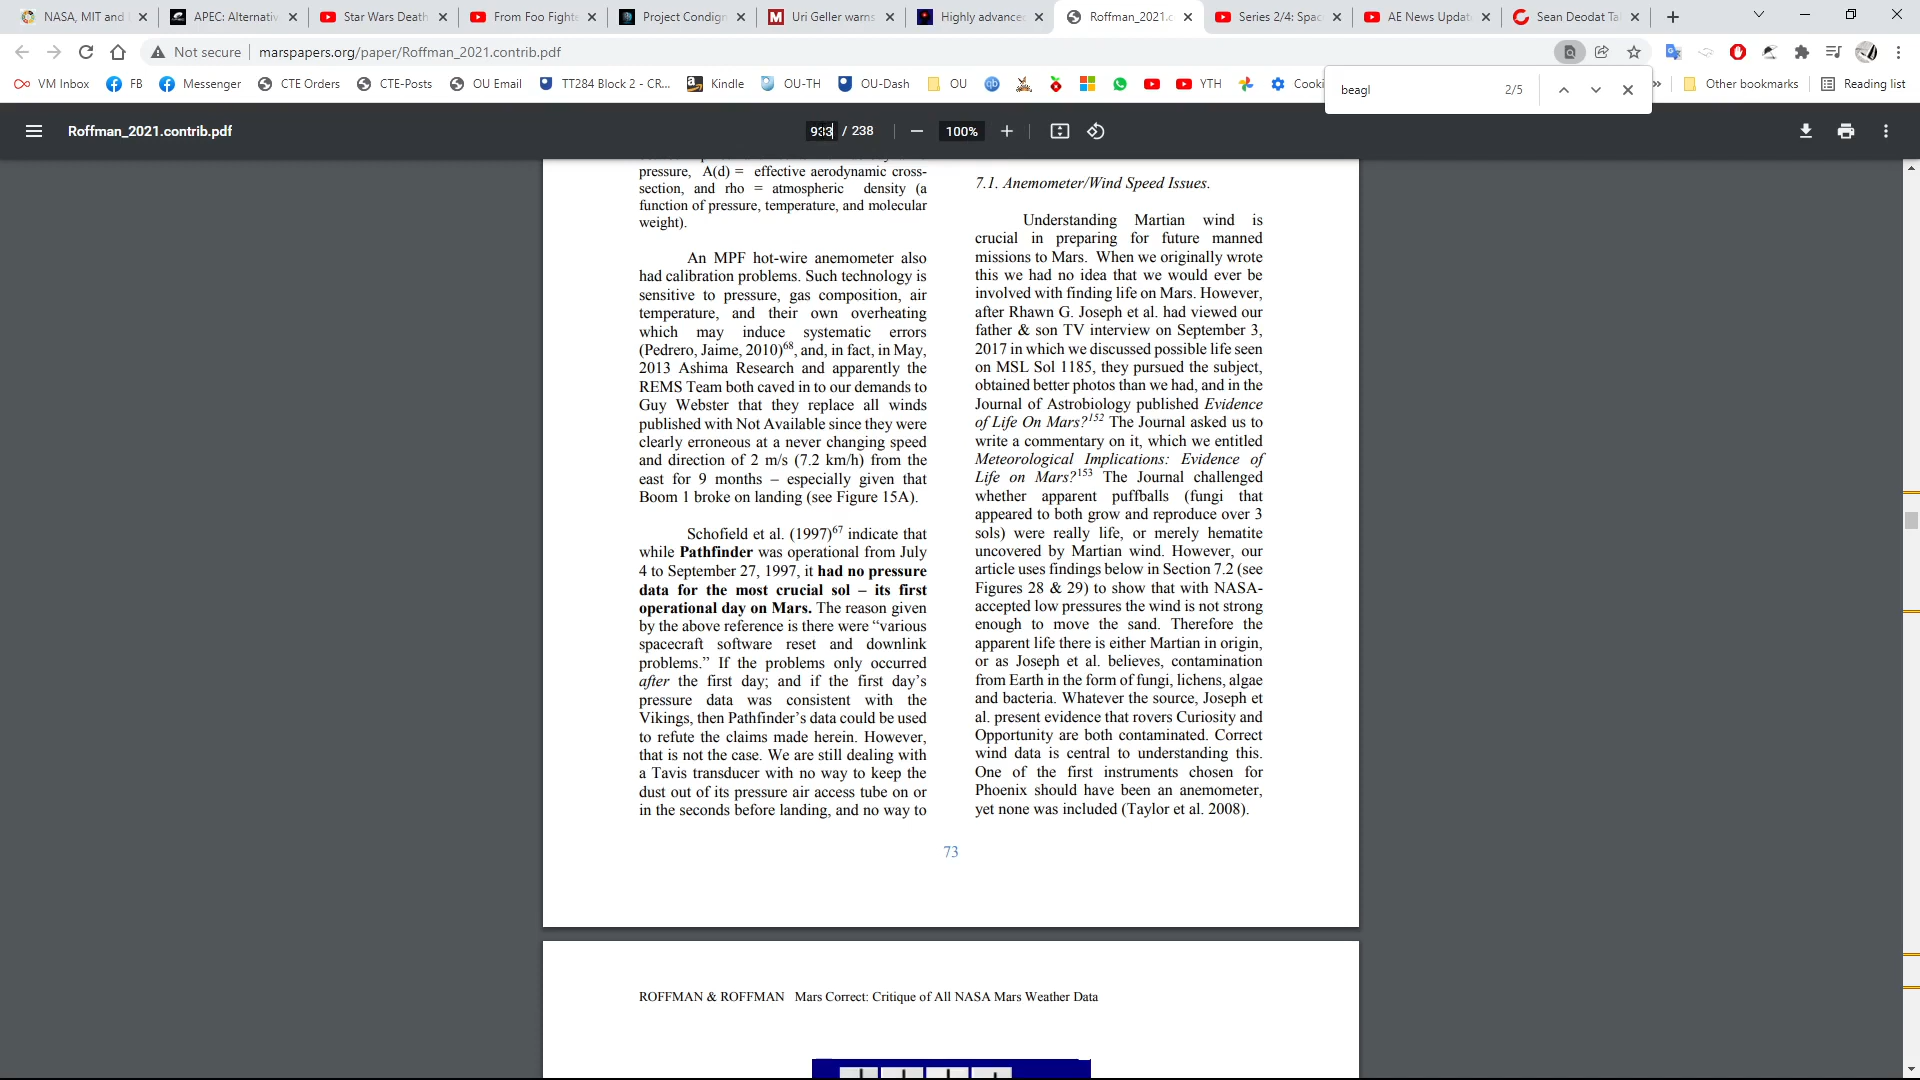 NASA, MIT and
APEC: Alternativ
Star Wars Death
From Foo Fight
Project Condign
Uri Geller warns
Highly advanced
Roffman_2021.c
Series 2/4: Spac
AE News Updat
Sean Deodat Ta
Not secure
marspapers.org/paper/Roffman_2021.contrib.pdf
VM Inbox
FB
Messenger
CTE Orders
CTE-Posts
OU Email
TT284 Block 2 - CR...
Kindle
OU-TH
OU-Dash
OU
YTH
Cooki
Other bookmarks
Reading list
beagl
2/5
Roffman_2021.contrib.pdf
933 / 238
100%
pressure, A(d) = effective aerodynamic cross-
section, and rho = atmospheric density (a
function of pressure, temperature, and molecular
weight).
An MPF hot-wire anemometer also
had calibration problems. Such technology is
sensitive to pressure, gas composition, air
temperature, and their own overheating
which may induce systematic errors
(Pedrero, Jaime, 2010)68, and, in fact, in May,
2013 Ashima Research and apparently the
REMS Team both caved in to our demands to
Guy Webster that they replace all winds
published with Not Available since they were
clearly erroneous at a never changing speed
and direction of 2 m/s (7.2 km/h) from the
east for 9 months – especially given that
Boom 1 broke on landing (see Figure 15A).
Schofield et al. (1997)67 indicate that
while Pathfinder was operational from July
4 to September 27, 1997, it had no pressure
data for the most crucial sol – its first
operational day on Mars. The reason given
by the above reference is there were “various
spacecraft software reset and downlink
problems.” If the problems only occurred
after the first day; and if the first day’s
pressure data was consistent with the
Vikings, then Pathfinder’s data could be used
to refute the claims made herein. However,
that is not the case. We are still dealing with
a Tavis transducer with no way to keep the
dust out of its pressure air access tube on or
in the seconds before landing, and no way to
7.1. Anemometer/Wind Speed Issues.
Understanding Martian wind is
crucial in preparing for future manned
missions to Mars. When we originally wrote
this we had no idea that we would ever be
involved with finding life on Mars. However,
after Rhawn G. Joseph et al. had viewed our
father & son TV interview on September 3,
2017 in which we discussed possible life seen
on MSL Sol 1185, they pursued the subject,
obtained better photos than we had, and in the
Journal of Astrobiology published Evidence
of Life On Mars?152 The Journal asked us to
write a commentary on it, which we entitled
Meteorological Implications: Evidence of
Life on Mars?153 The Journal challenged
whether apparent puffballs (fungi that
appeared to both grow and reproduce over 3
sols) were really life, or merely hematite
uncovered by Martian wind. However, our
article uses findings below in Section 7.2 (see
Figures 28 & 29) to show that with NASA-
accepted low pressures the wind is not strong
enough to move the sand. Therefore the
apparent life there is either Martian in origin,
or as Joseph et al. believes, contamination
from Earth in the form of fungi, lichens, algae
and bacteria. Whatever the source, Joseph et
al. present evidence that rovers Curiosity and
Opportunity are both contaminated. Correct
wind data is central to understanding this.
One of the first instruments chosen for
Phoenix should have been an anemometer,
yet none was included (Taylor et al. 2008).
73
ROFFMAN & ROFFMAN Mars Correct: Critique of All NASA Mars Weather Data